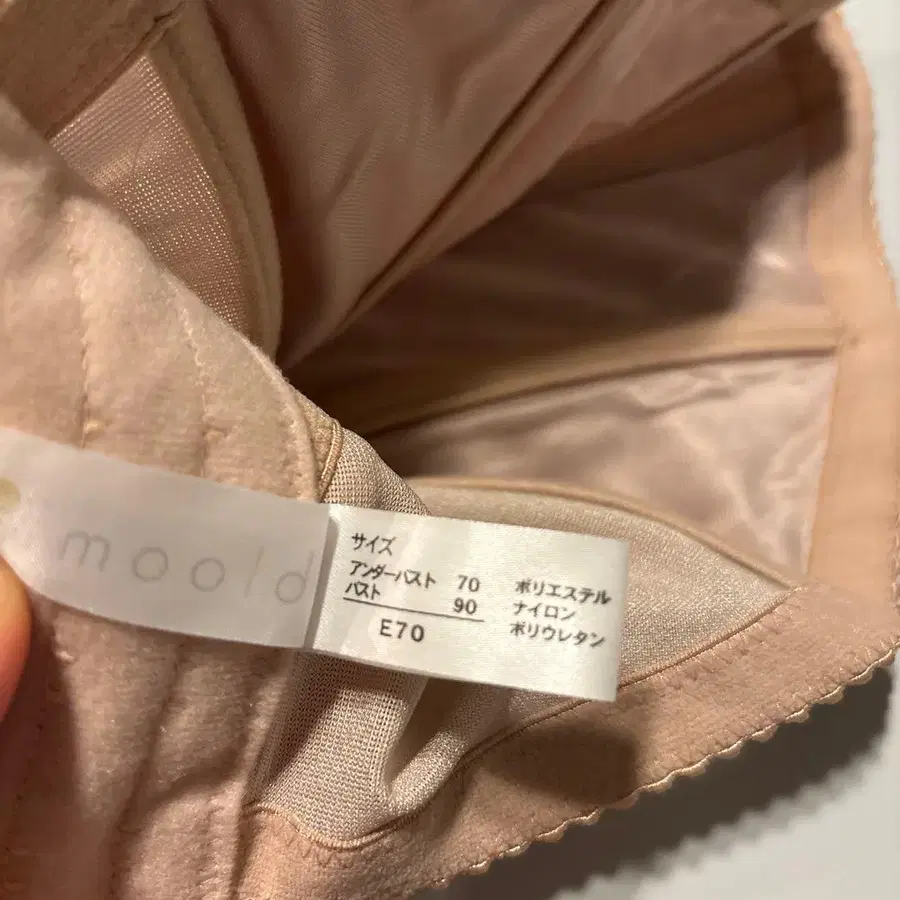 moold
サイズ
アンダーバスト 70
バスト 90
E70
ポリエステル
ナイロン
ポリウレタン